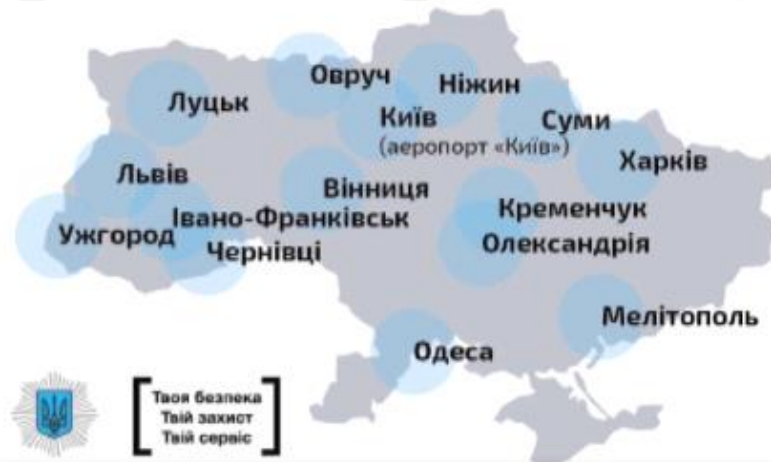 Овруч
Ніжин
Луцьк
Київ
(аеропорт «Київ»)
Суми
Харків
Львів
Вінниця
Івано-Франківськ
Кременчук
Ужгород
Чернівці
Олександрія
Мелітополь
Одеса
Твоя безпека
Твій захист
Твій сервіс